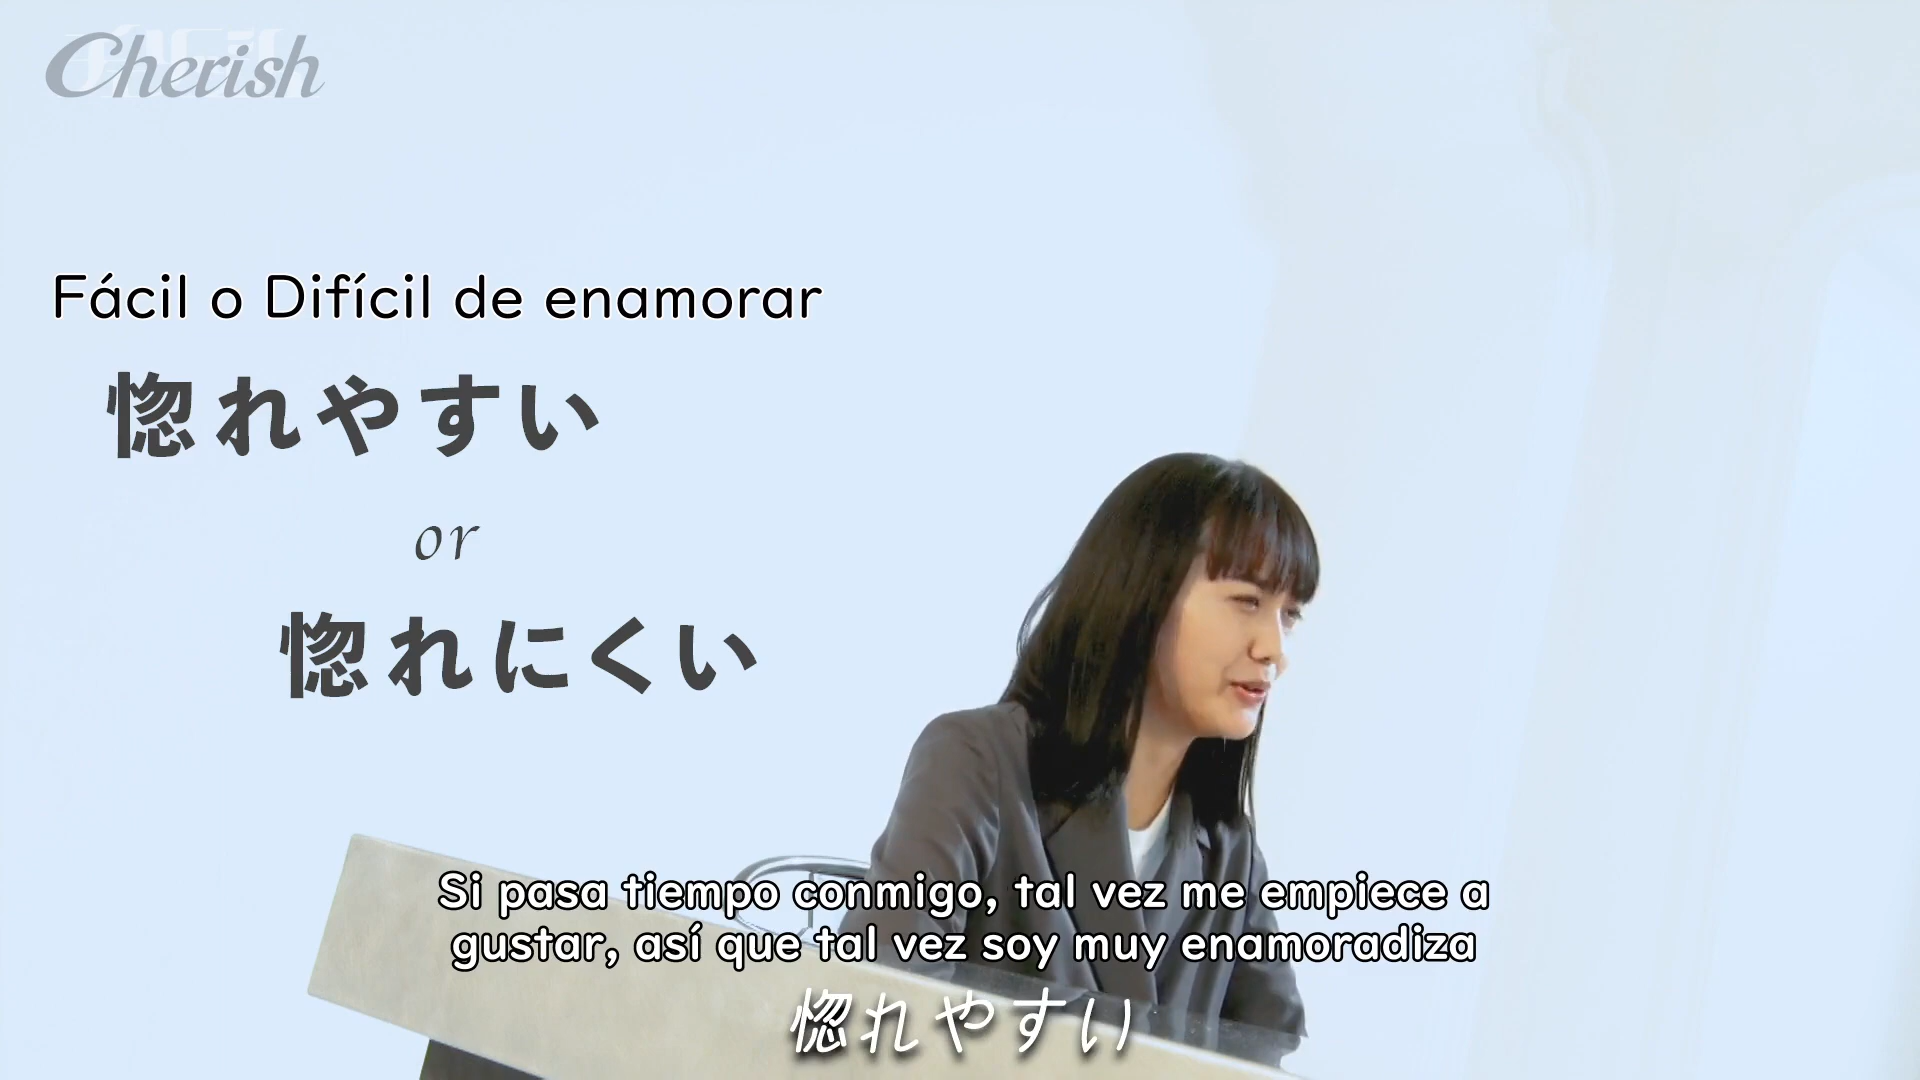 Cherish
Fácil o Difícil de enamorar
惚れやすい
or
惚れにくい
Si pasa tiempo conmigo, tal vez me empiece a
gustar, así que tal vez soy muy enamoradiza
惚れやすい